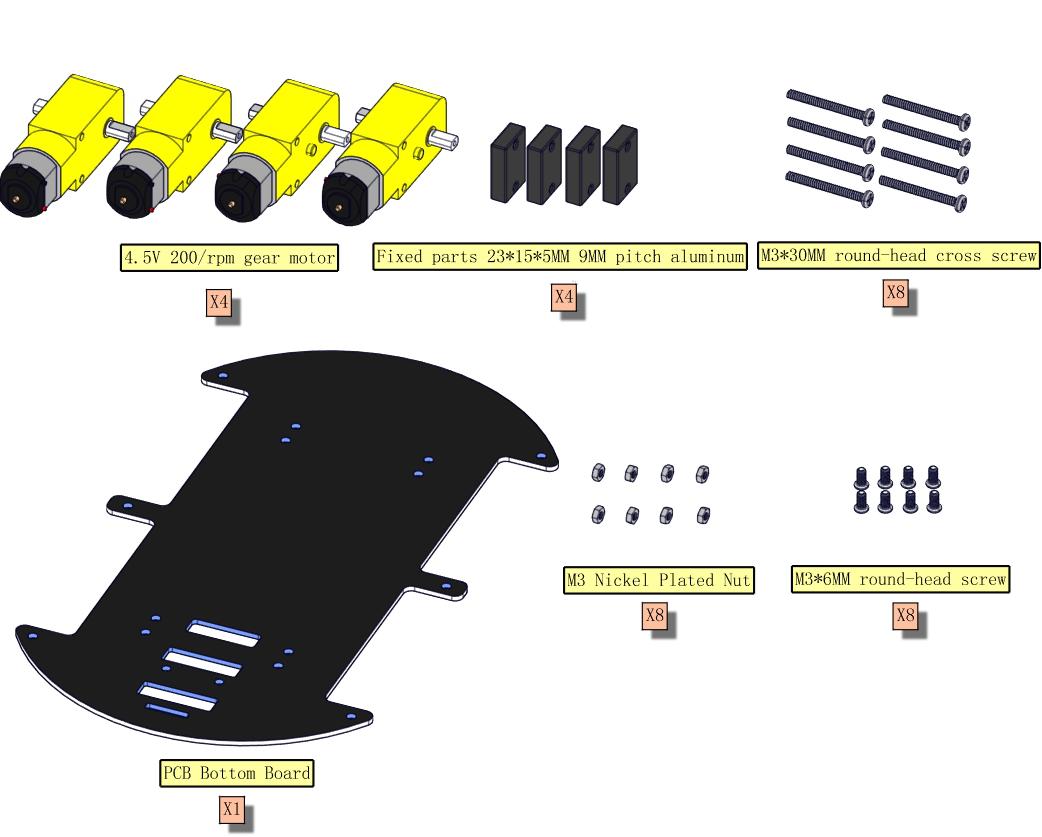 4.5V 200/rpm gear motor
X4
Fixed parts 23*15*5MM 9MM pitch aluminum
X4
M3*30MM round-head cross screw
X8
PCB Bottom Board
X1
M3 Nickel Plated Nut
X8
M3*6MM round-head screw
X8